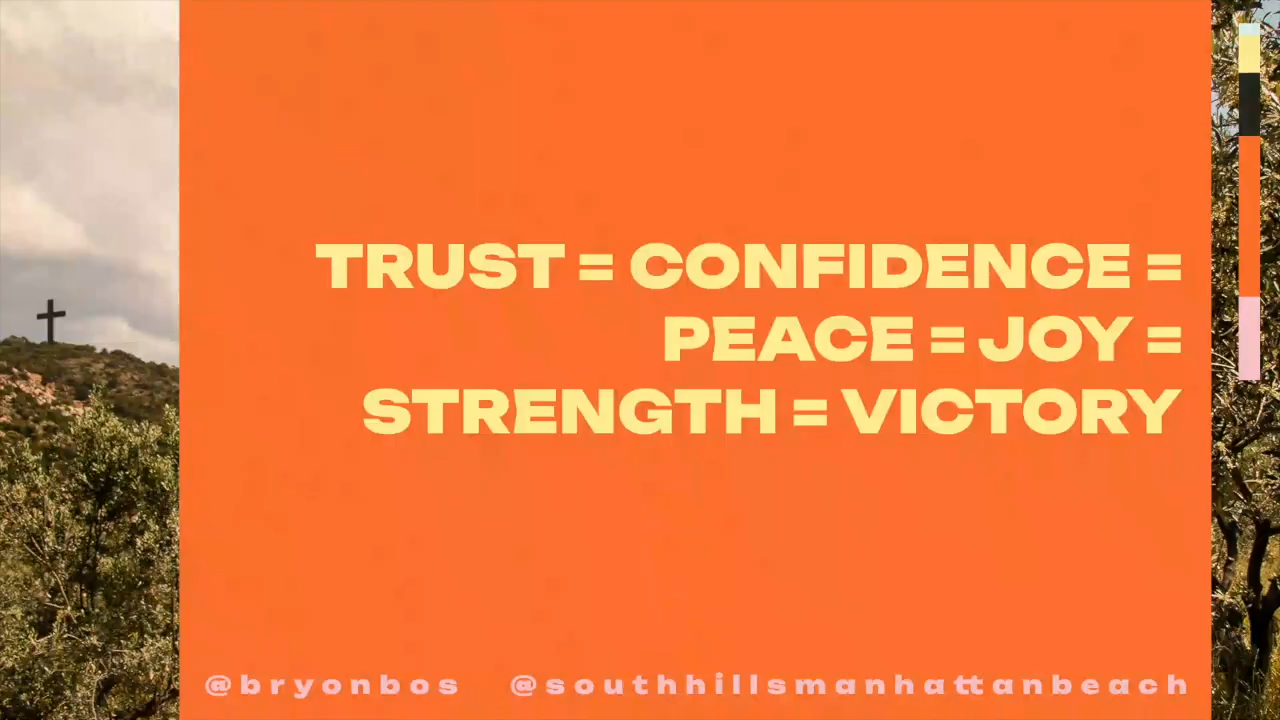 TRUST = CONFIDENCE =
PEACE = JOY =
STRENGTH = VICTORY
@bryonbos @southhillsmanhattanbeach